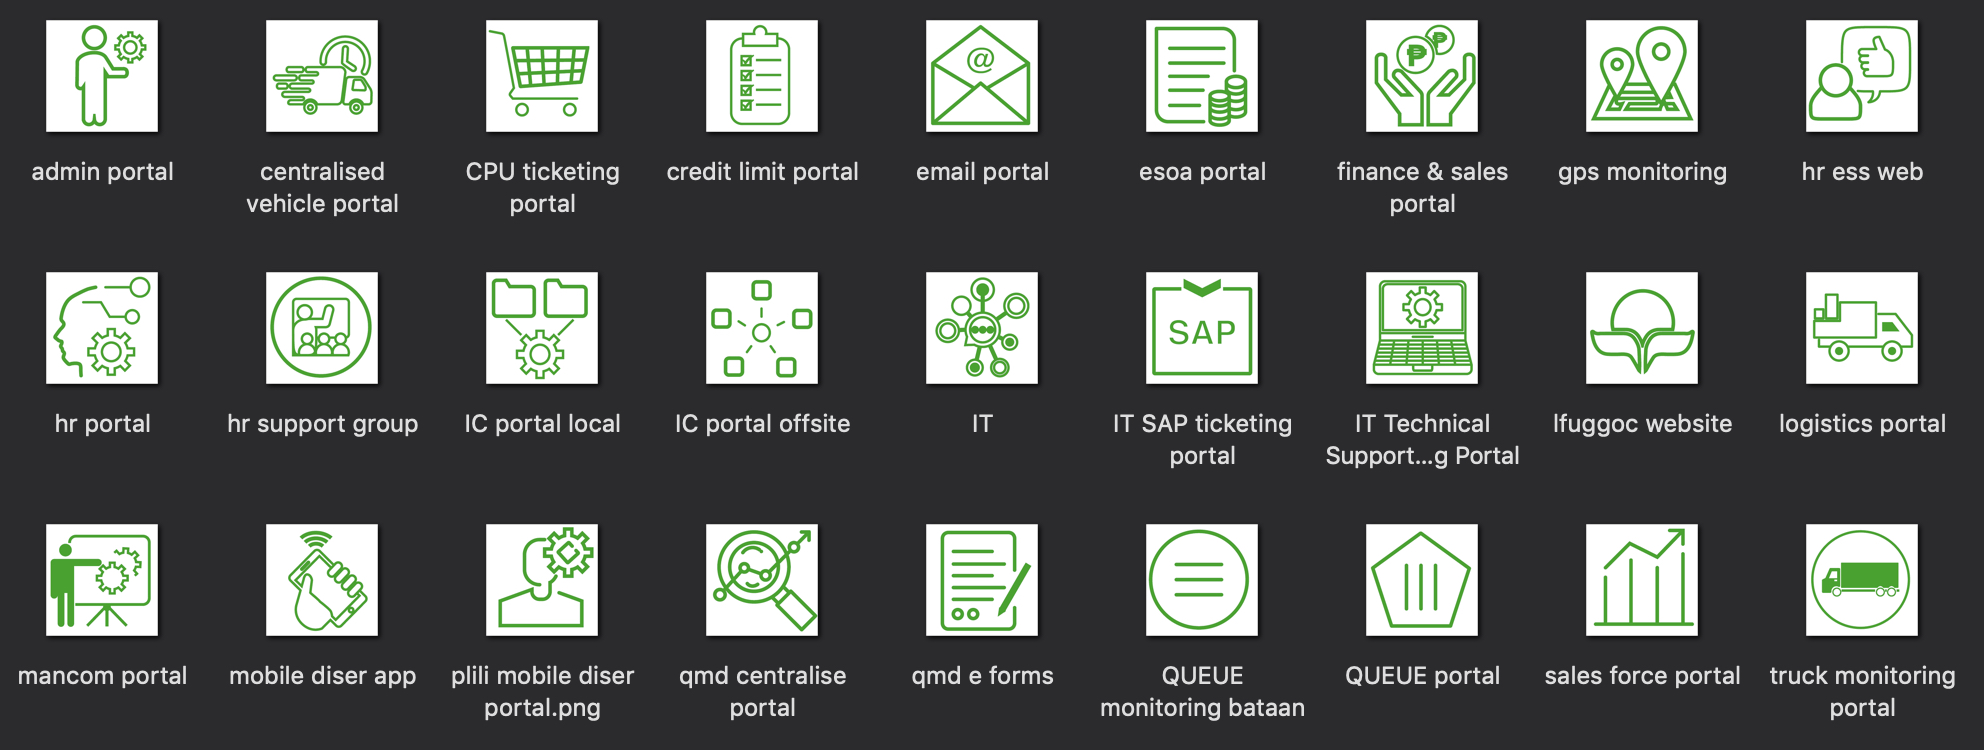 @
₱
₱
admin portal
centralised
vehicle portal
CPU ticketing
portal
credit limit portal
email portal
esoa portal
finance & sales
portal
gps monitoring
hr ess web
SAP
hr portal
hr support group
IC portal local
IC portal offsite
IT
IT SAP ticketing
portal
IT Technical
Support...g Portal
lfuggoc website
logistics portal
mancom portal
mobile diser app
plili mobile diser
portal.png
qmd centralise
portal
qmd e forms
QUEUE
monitoring bataan
QUEUE portal
sales force portal
truck monitoring
portal